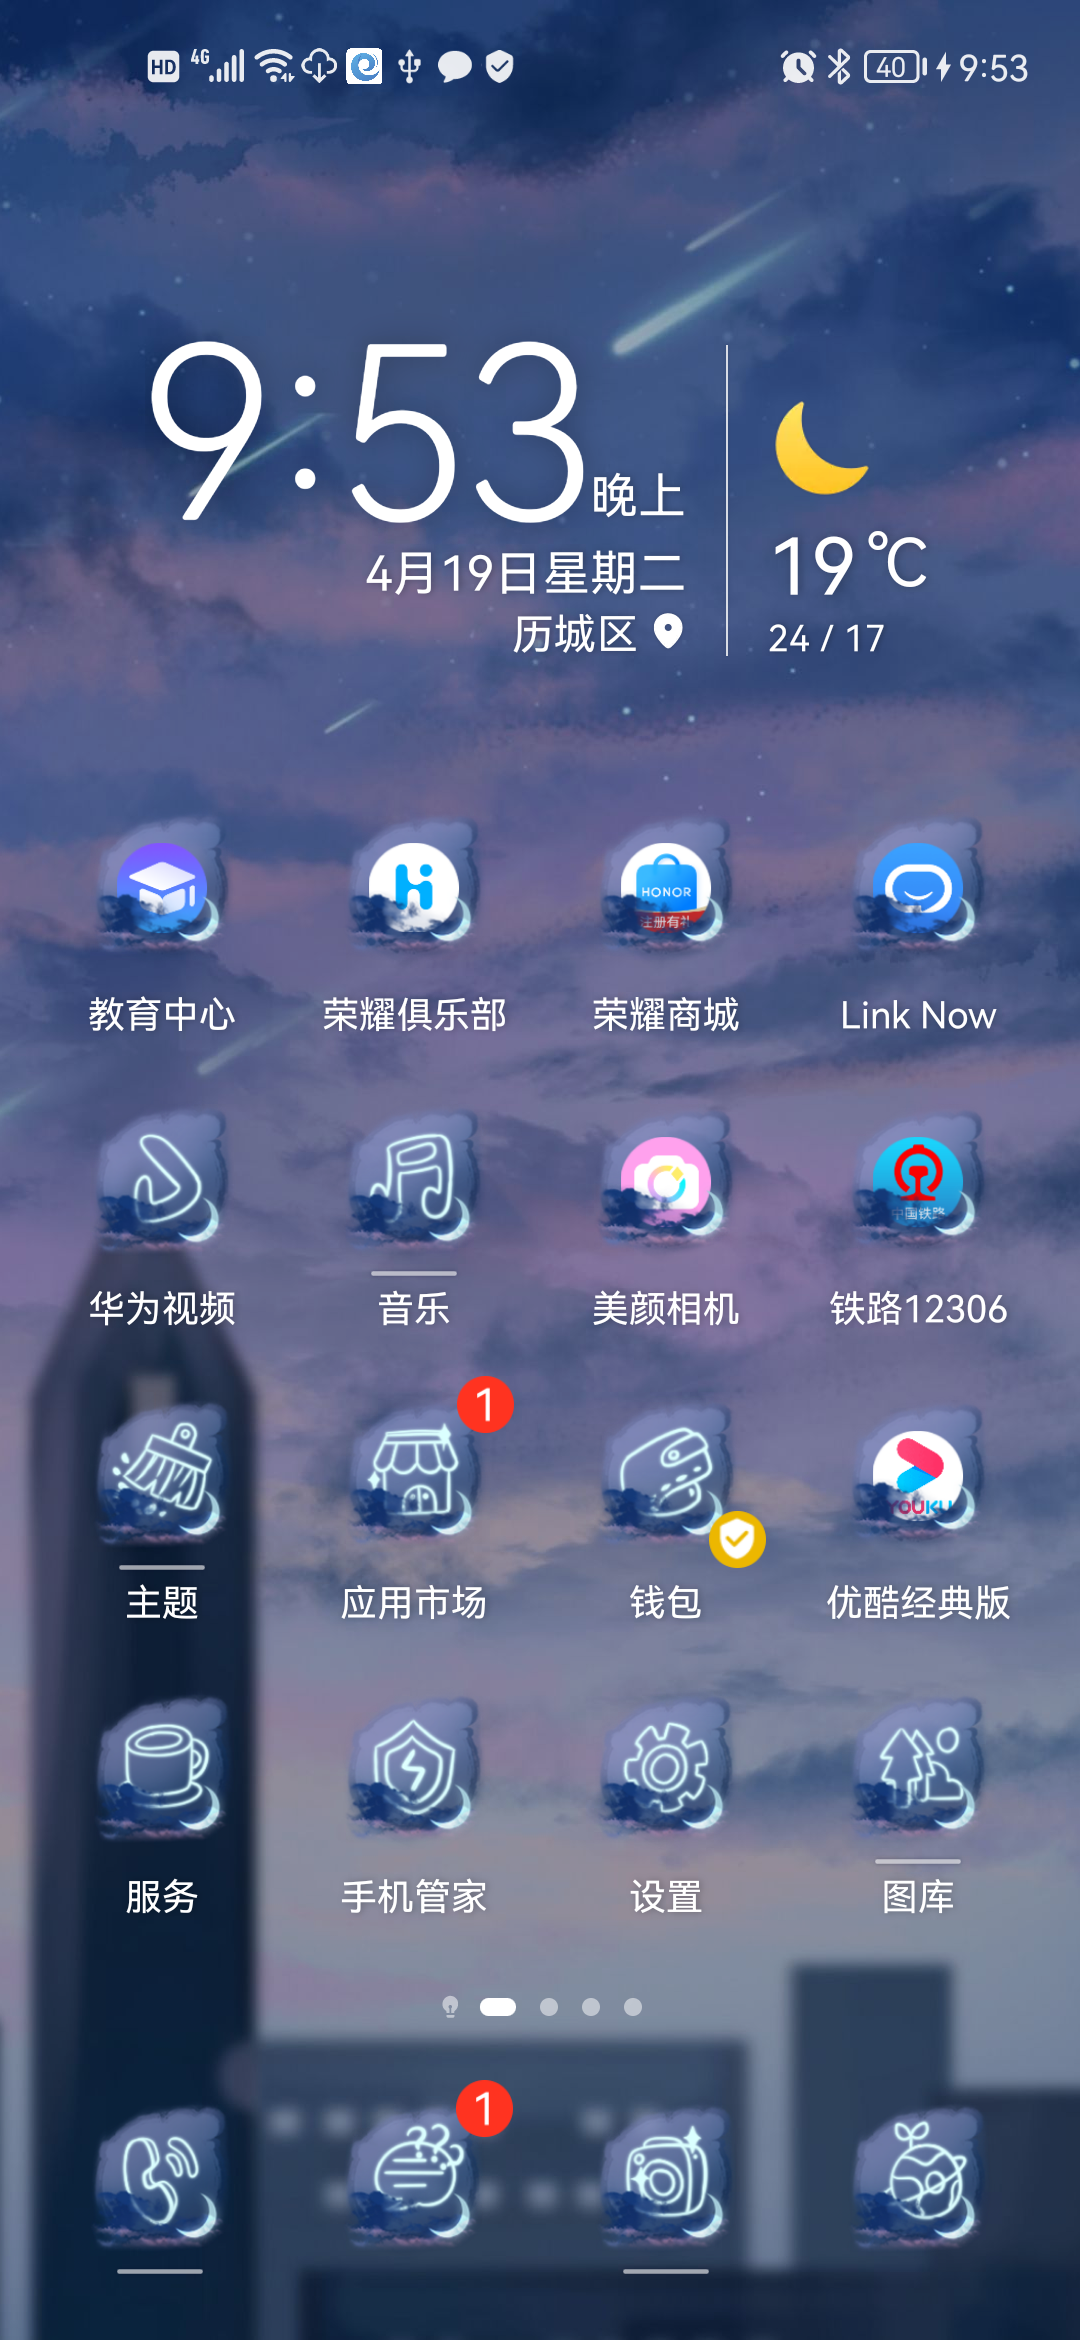 HD 4G 40 9:53
9:53 晚上
4月19日星期二
历城区
19℃
24 / 17
HONOR
注册有礼
教育中心 荣耀俱乐部 荣耀商城 Link Now
中国铁路
华为视频 音乐 美颜相机 铁路12306
1
YOUKU
主题 应用市场 钱包 优酷经典版
服务 手机管家 设置 图库
1